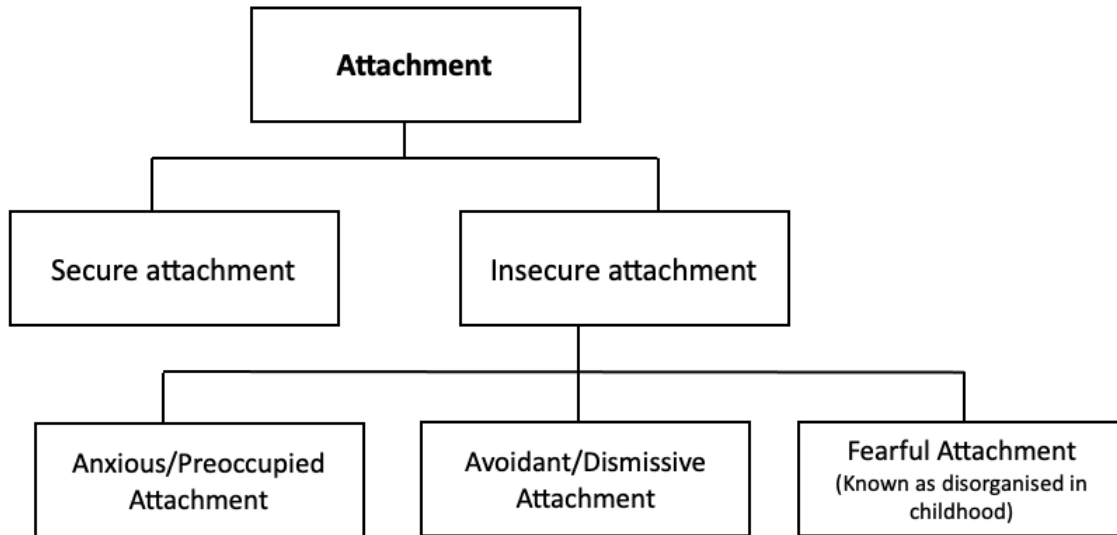 Attachment
Secure attachment
Insecure attachment
Anxious/Preoccupied
Attachment
Avoidant/Dismissive
Attachment
Fearful Attachment
(Known as disorganised in
childhood)